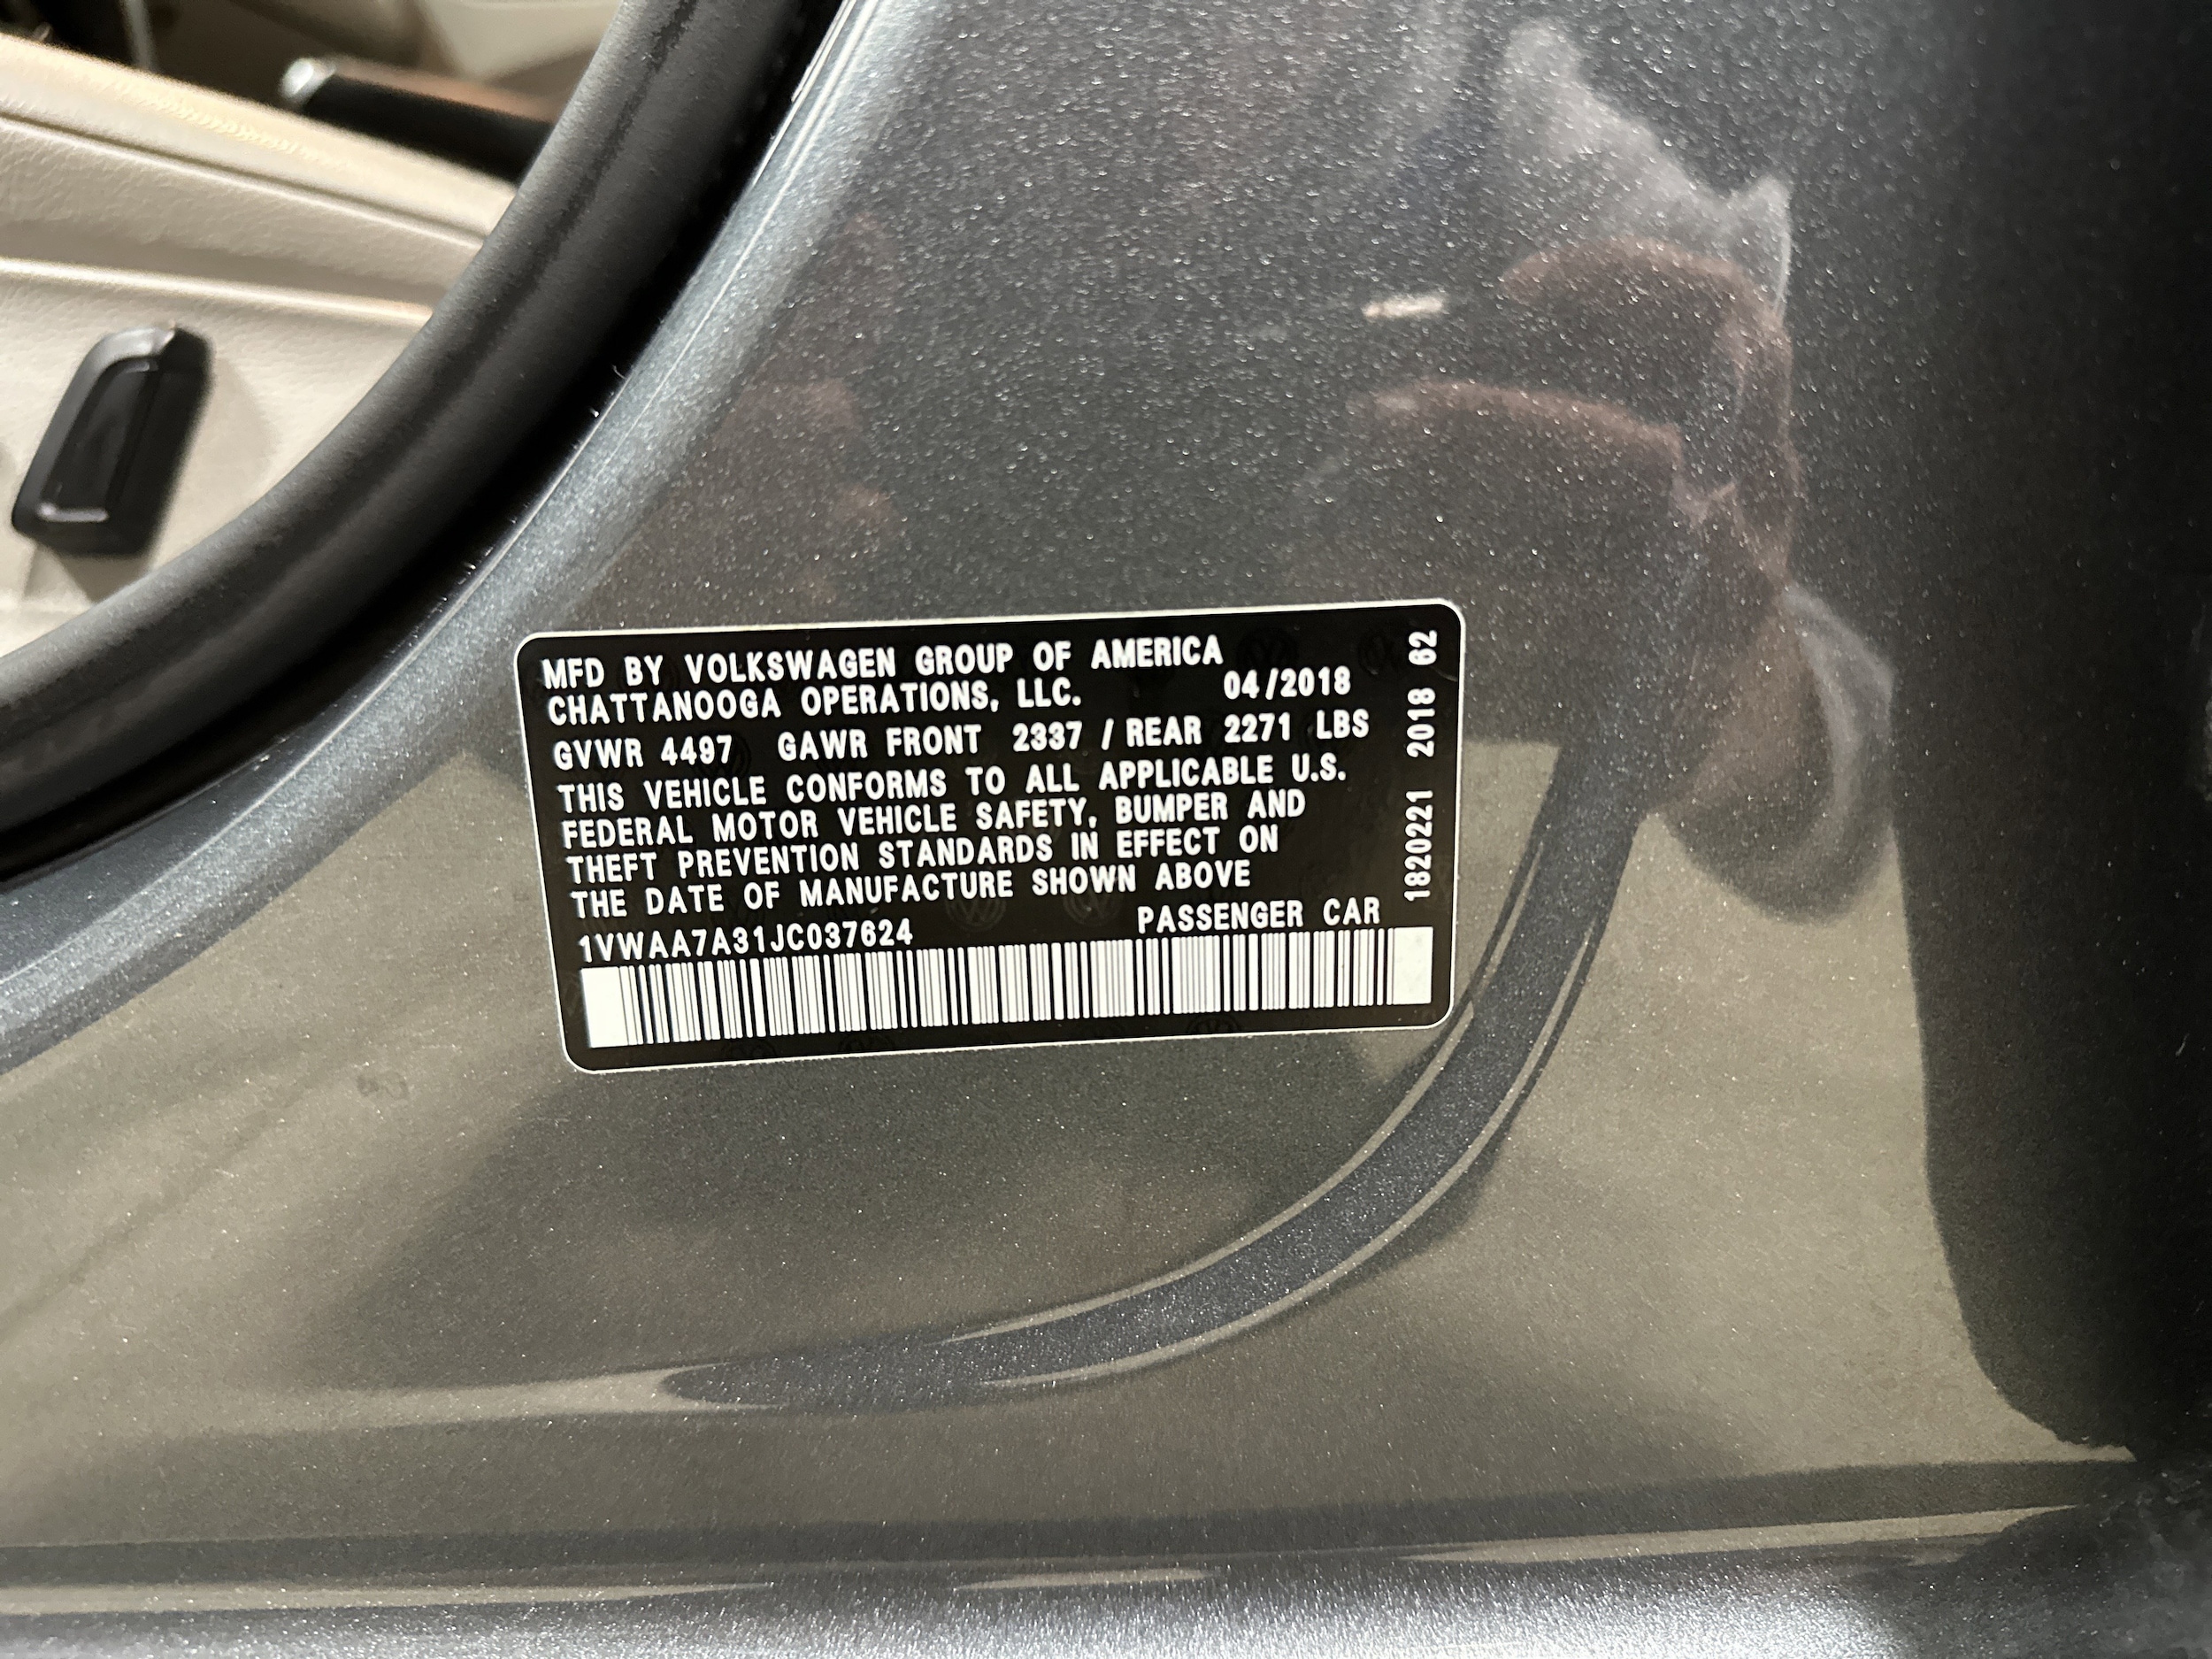 MFD BY VOLKSWAGEN GROUP OF AMERICA
CHATTANOOGA OPERATIONS, LLC. 04/2018
GVWR 4497 GAWR FRONT 2337 / REAR 2271 LBS
THIS VEHICLE CONFORMS TO ALL APPLICABLE U.S.
FEDERAL MOTOR VEHICLE SAFETY, BUMPER AND
THEFT PREVENTION STANDARDS IN EFFECT ON
THE DATE OF MANUFACTURE SHOWN ABOVE
1VWAA7A31JC037624 PASSENGER CAR
1820221 2018 62